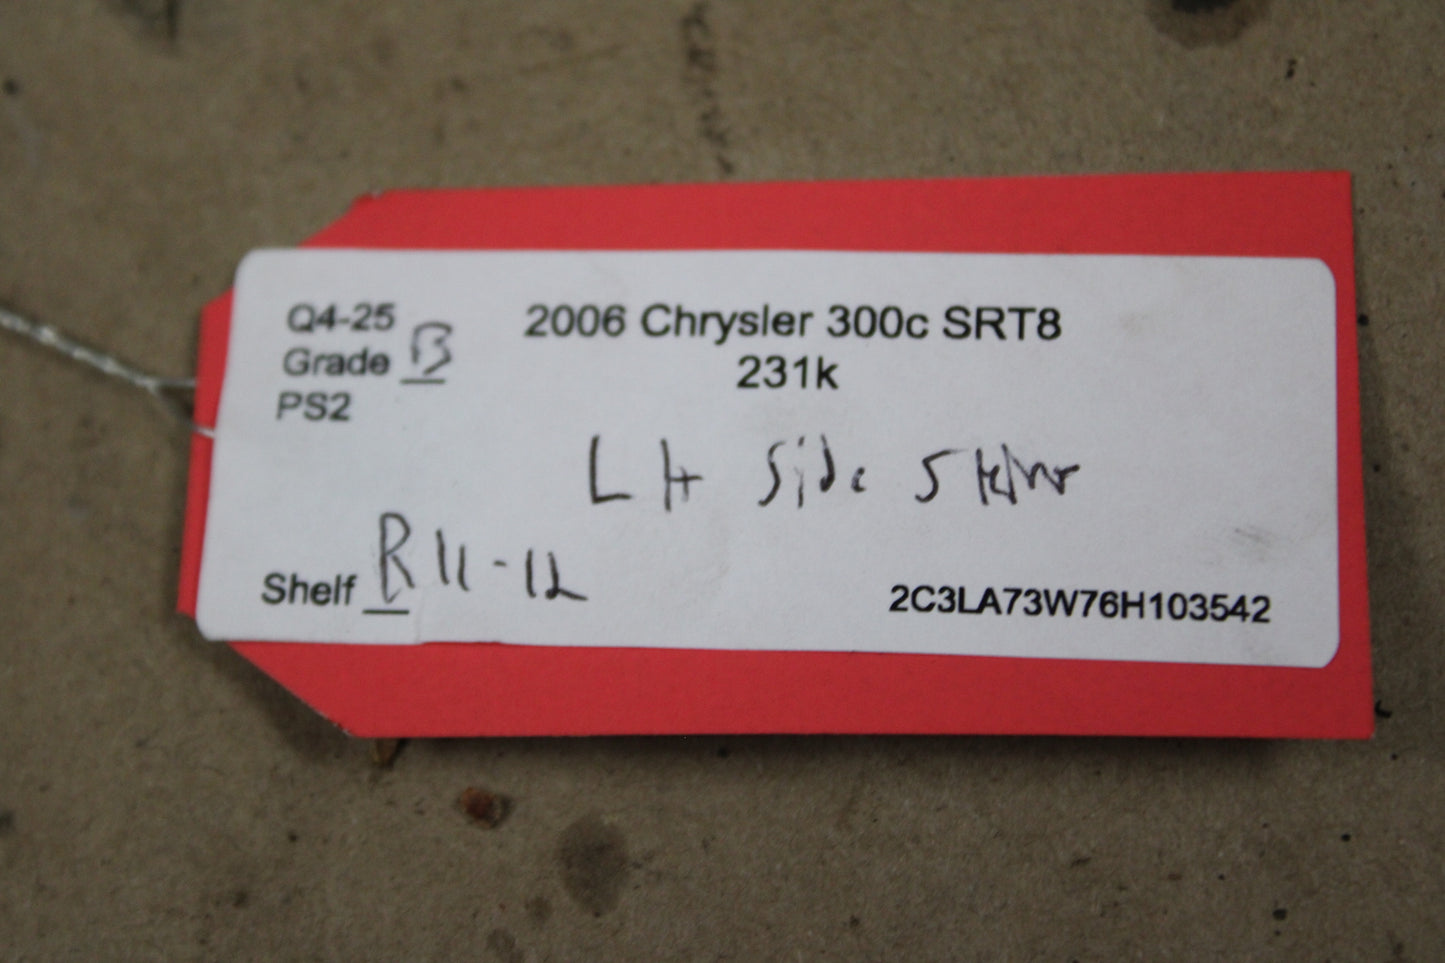 Q4-25
Grade B
PS2
2006 Chrysler 300c SRT8
231k
LH Side
Shelf R11-12
2C3LA73W76H103542